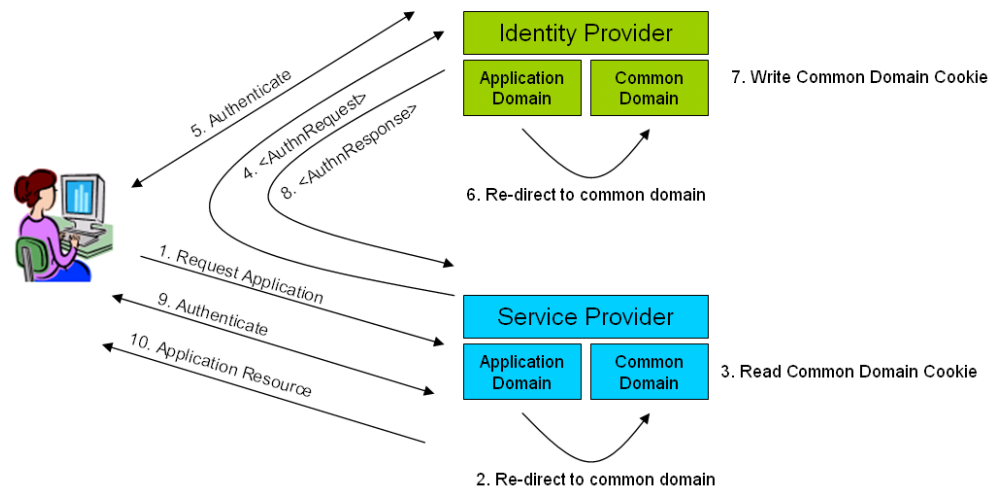 Identity Provider
Application
Domain
Common
Domain
7. Write Common Domain Cookie
5. Authenticate
4. <AuthnRequest>
8. <AuthnResponse>
6. Re-direct to common domain
1. Request Application
9. Authenticate
10. Application Resource
Service Provider
Application
Domain
Common
Domain
3. Read Common Domain Cookie
2. Re-direct to common domain